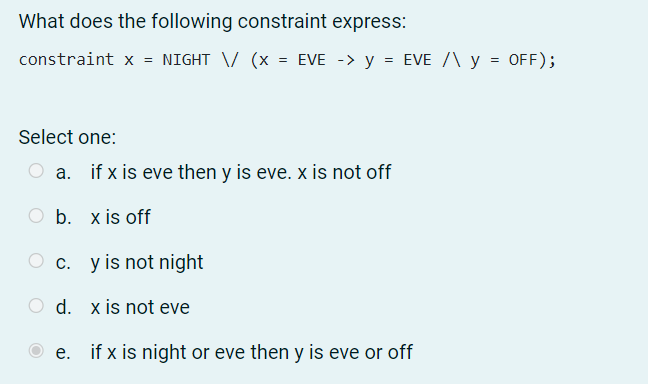 What does the following constraint express:
constraint x = NIGHT \/ (x = EVE -> y = EVE /\ y = OFF);
Select one:
a. if x is eve then y is eve. x is not off
b. x is off
c. y is not night
d. x is not eve
e. if x is night or eve then y is eve or off